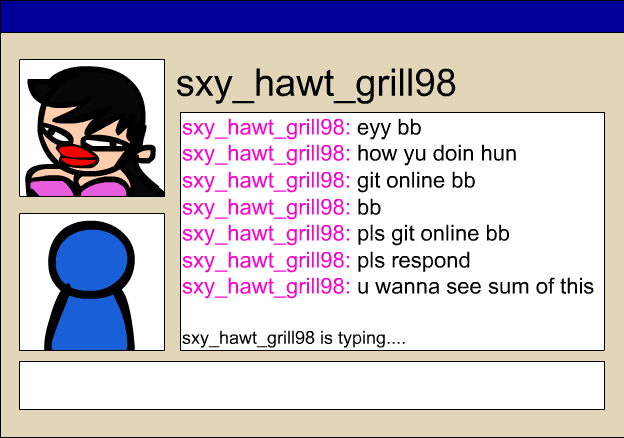 sxy_hawt_grill98
sxy_hawt_grill98: eyy bb
sxy_hawt_grill98: how yu doin hun
sxy_hawt_grill98: git online bb
sxy_hawt_grill98: bb
sxy_hawt_grill98: pls git online bb
sxy_hawt_grill98: pls respond
sxy_hawt_grill98: u wanna see sum of this
sxy_hawt_grill98 is typing....